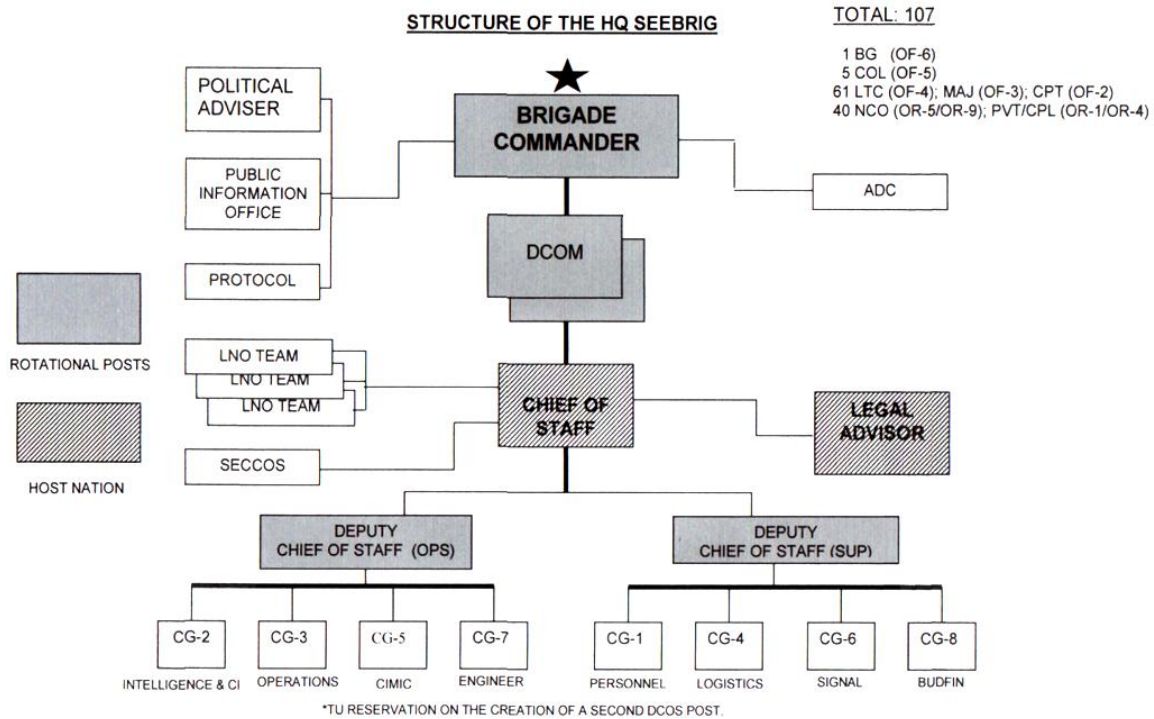 STRUCTURE OF THE HQ SEEBRIG
TOTAL: 107
1 BG (OF-6)
5 COL (OF-5)
61 LTC (OF-4); MAJ (OF-3); CPT (OF-2)
40 NCO (OR-5/OR-9); PVT/CPL (OR-1/OR-4)
POLITICAL
ADVISER
BRIGADE
COMMANDER
PUBLIC
INFORMATION
OFFICE
ADC
DCOM
PROTOCOL
ROTATIONAL POSTS
LNO TEAM
LNO TEAM
LNO TEAM
CHIEF OF
STAFF
LEGAL
ADVISOR
SECCOS
HOST NATION
DEPUTY
CHIEF OF STAFF (OPS)
DEPUTY
CHIEF OF STAFF (SUP)
CG-2
CG-3
CG-5
CG-7
CG-1
CG-4
CG-6
CG-8
INTELLIGENCE & CI
OPERATIONS
CIMIC
ENGINEER
PERSONNEL
LOGISTICS
SIGNAL
BUDFIN
*TU RESERVATION ON THE CREATION OF A SECOND DCOS POST.